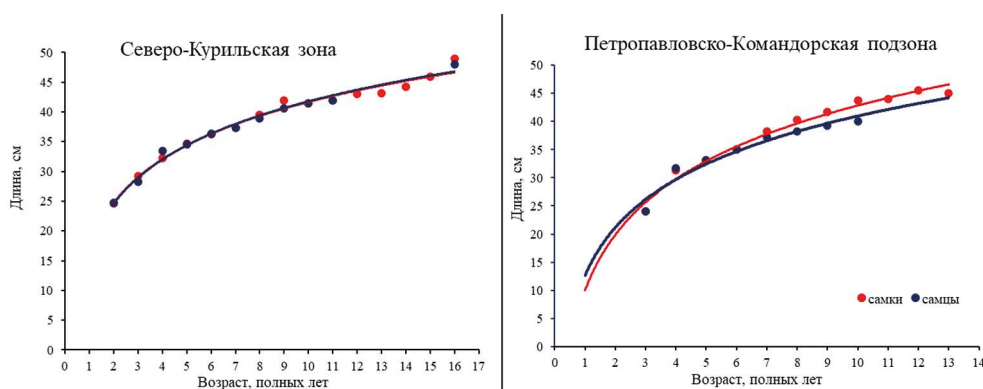 Северо-Курильская зона
50
45
40
35
30
25
20
15
10
5
0
Длина, см
0 1 2 3 4 5 6 7 8 9 10 11 12 13 14 15 16 17
Возраст, полных лет
Петропавловско-Командорская подзона
50
45
40
35
30
25
20
15
10
5
0
Длина, см
самки самцы
0 1 2 3 4 5 6 7 8 9 10 11 12 13 14
Возраст, полных лет